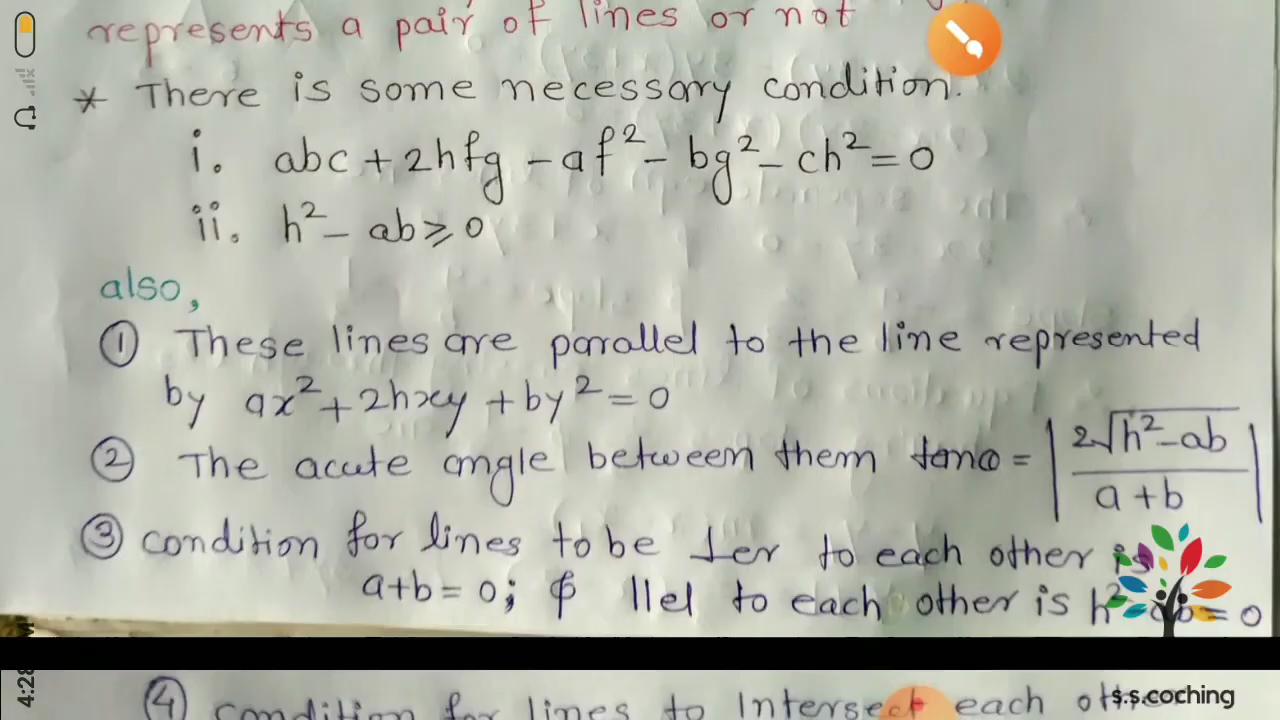 represents a pair of lines or not
* There is some necessary condition.
i. abc + 2hfg - af² - bg² - ch² = 0
ii. h² - ab ⩾ 0
also,
① These lines are parallel to the line represented
by ax² + 2hxy + by² = 0
② The acute angle between them tanθ = | 2√h²-ab / a+b |
③ condition for lines to be ⊥er to each other is
a+b = 0; & llel to each other is h² - ab = 0
④ condition for lines to Intersect each
s.s.coching
4:28